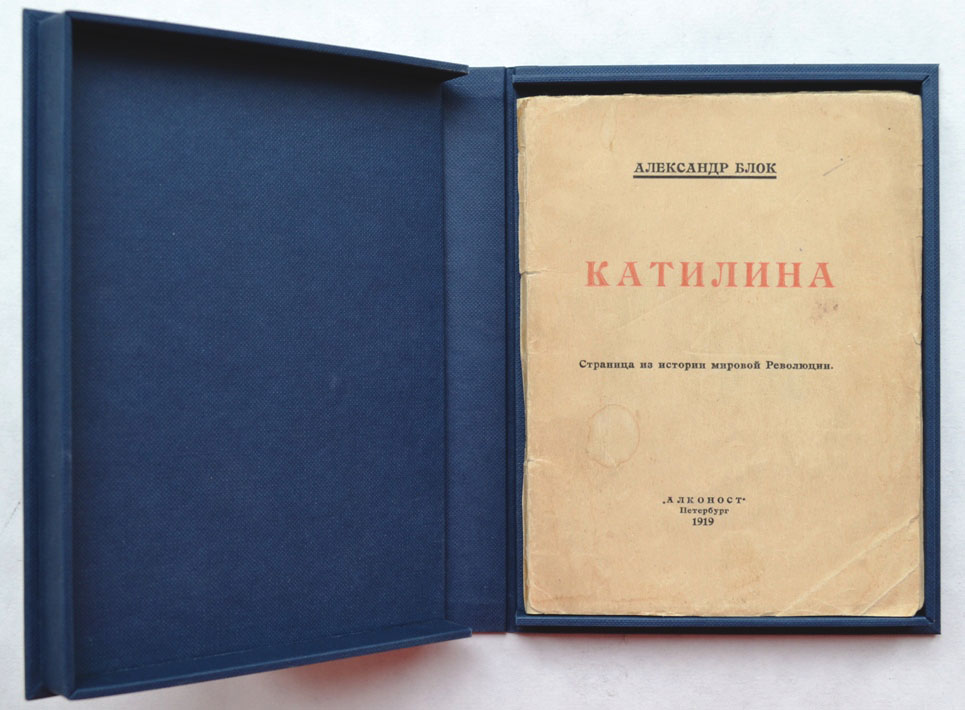 АЛЕКСАНДР БЛОК
КАТИЛИНА
Страница из истории мировой Революции.
„АЛКОНОСТ“
Петербург
1919